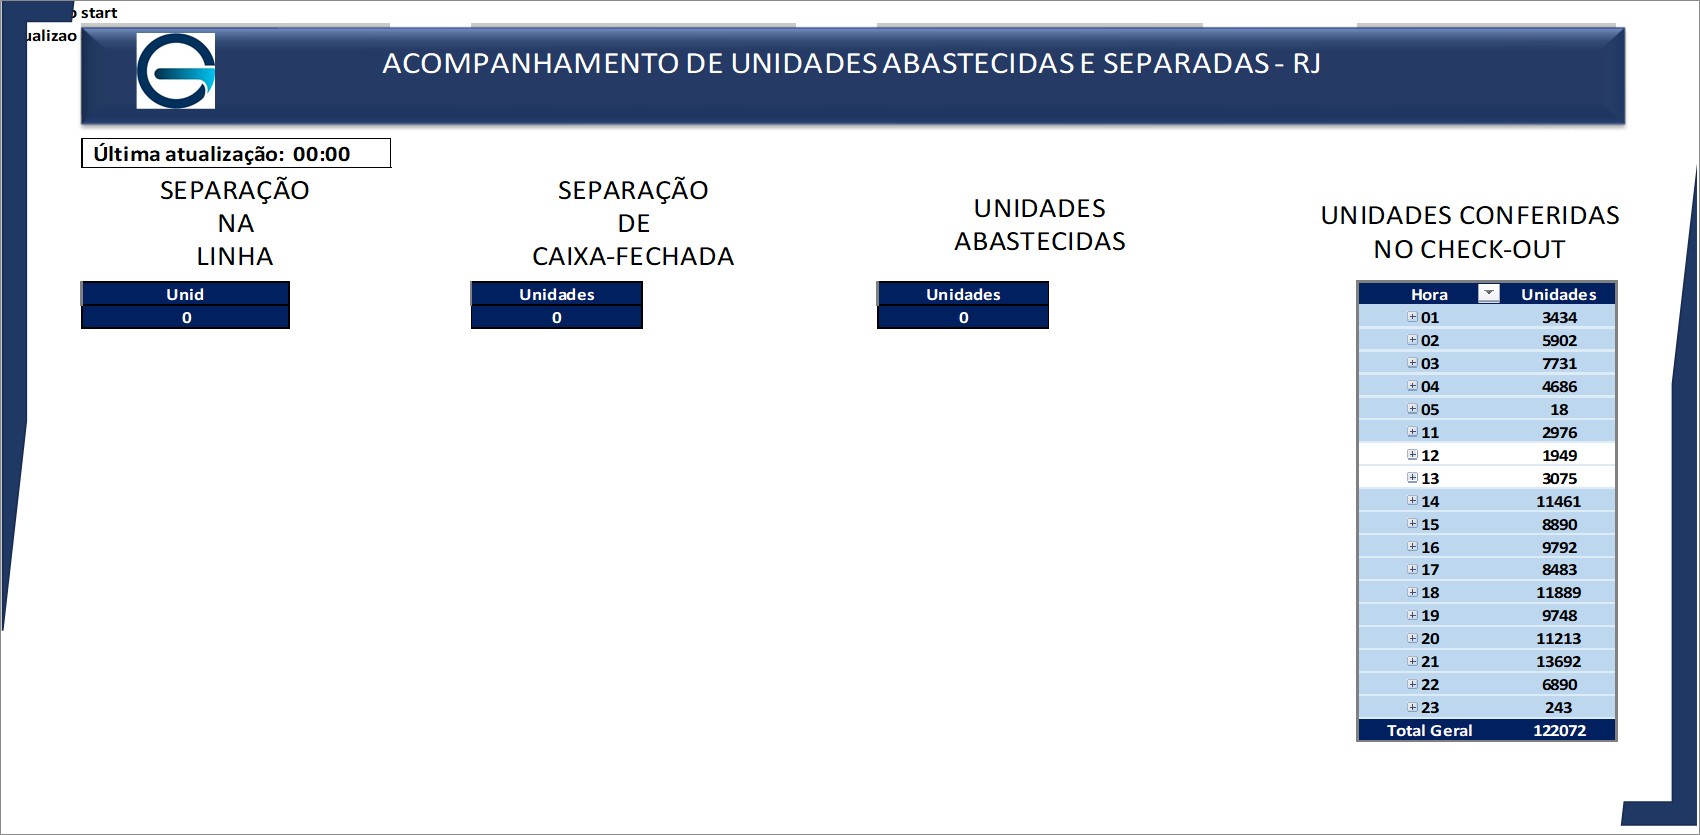 start
ACOMPANHAMENTO DE UNIDADES ABASTECIDAS E SEPARADAS - RJ
Última atualização: 00:00
SEPARAÇÃO
NA
LINHA
Unid
0
SEPARAÇÃO
DE
CAIXA-FECHADA
Unidades
0
UNIDADES
ABASTECIDAS
Unidades
0
UNIDADES CONFERIDAS
NO CHECK-OUT
Hora Unidades
01 3434
02 5902
03 7731
04 4686
05 18
11 2976
12 1949
13 3075
14 11461
15 8890
16 9792
17 8483
18 11889
19 9748
20 11213
21 13692
22 6890
23 243
Total Geral 122072